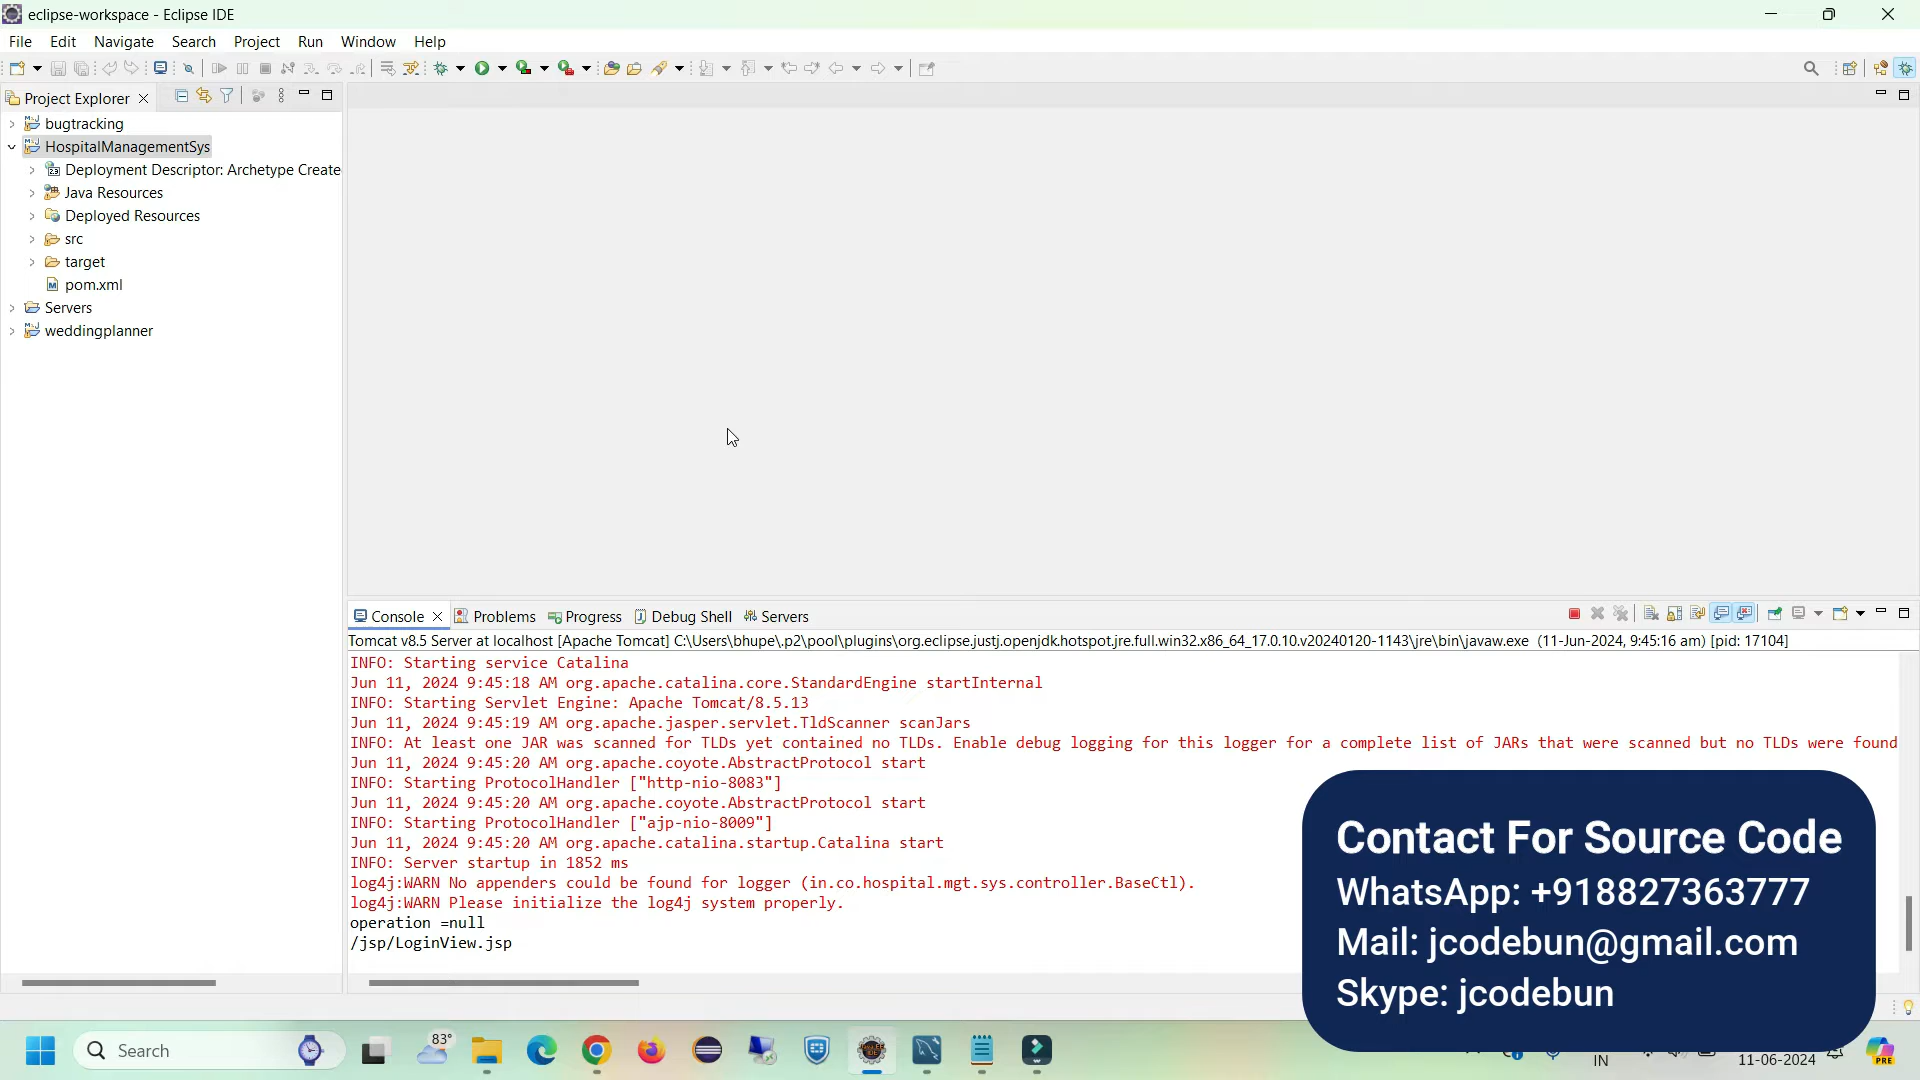 eclipse-workspace - Eclipse IDE
File Edit Navigate Search Project Run Window Help
Project Explorer
bugtracking
HospitalManagementSys
Deployment Descriptor: Archetype Create
Java Resources
Deployed Resources
src
target
pom.xml
Servers
weddingplanner
Console Problems Progress Debug Shell Servers
Tomcat v8.5 Server at localhost [Apache Tomcat] C:\Users\bhupe\.p2\pool\plugins\org.eclipse.justj.openjdk.hotspot.jre.full.win32.x86_64_17.0.10.v20240120-1143\jre\bin\javaw.exe (11-Jun-2024, 9:45:16 am) [pid: 17104]
INFO: Starting service Catalina
Jun 11, 2024 9:45:18 AM org.apache.catalina.core.StandardEngine startInternal
INFO: Starting Servlet Engine: Apache Tomcat/8.5.13
Jun 11, 2024 9:45:19 AM org.apache.jasper.servlet.TldScanner scanJars
INFO: At least one JAR was scanned for TLDs yet contained no TLDs. Enable debug logging for this logger for a complete list of JARs that were scanned but no TLDs were found
Jun 11, 2024 9:45:20 AM org.apache.coyote.AbstractProtocol start
INFO: Starting ProtocolHandler ["http-nio-8083"]
Jun 11, 2024 9:45:20 AM org.apache.coyote.AbstractProtocol start
INFO: Starting ProtocolHandler ["ajp-nio-8009"]
Jun 11, 2024 9:45:20 AM org.apache.catalina.startup.Catalina start
INFO: Server startup in 1852 ms
log4j:WARN No appenders could be found for logger (in.co.hospital.mgt.sys.controller.BaseCtl).
log4j:WARN Please initialize the log4j system properly.
operation =null
/jsp/LoginView.jsp
Contact For Source Code
WhatsApp: +918827363777
Mail: jcodebun@gmail.com
Skype: jcodebun
Search
83°
IN
11-06-2024
PRE